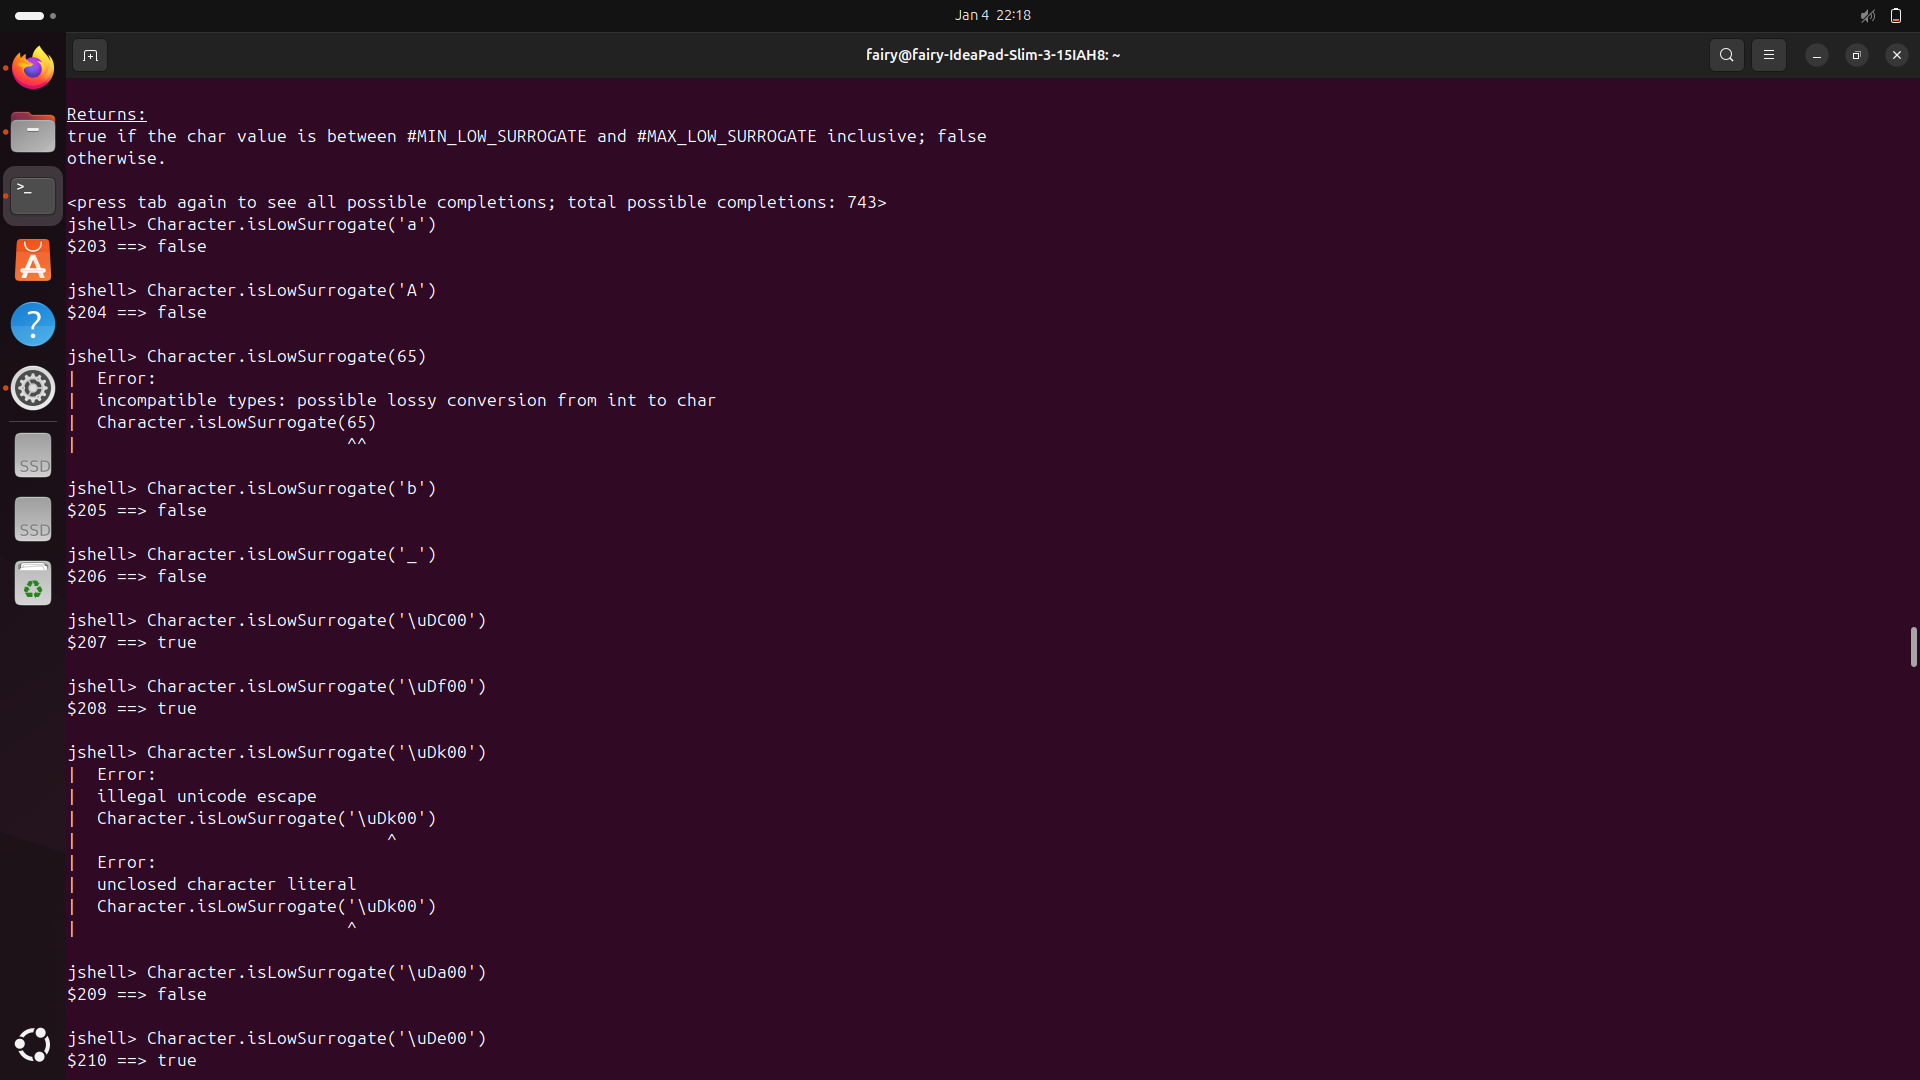 Jan 4 22:18
fairy@fairy-IdeaPad-Slim-3-15IAH8: ~
Returns:
true if the char value is between #MIN_LOW_SURROGATE and #MAX_LOW_SURROGATE inclusive; false
otherwise.
<press tab again to see all possible completions; total possible completions: 743>
jshell> Character.isLowSurrogate('a')
$203 ==> false
jshell> Character.isLowSurrogate('A')
$204 ==> false
jshell> Character.isLowSurrogate(65)
|  Error:
|  incompatible types: possible lossy conversion from int to char
|  Character.isLowSurrogate(65)
|                           ^^
jshell> Character.isLowSurrogate('b')
$205 ==> false
jshell> Character.isLowSurrogate('_')
$206 ==> false
jshell> Character.isLowSurrogate('\uDC00')
$207 ==> true
jshell> Character.isLowSurrogate('\uDf00')
$208 ==> true
jshell> Character.isLowSurrogate('\uDk00')
|  Error:
|  illegal unicode escape
|  Character.isLowSurrogate('\uDk00')
|                               ^
|  Error:
|  unclosed character literal
|  Character.isLowSurrogate('\uDk00')
|                           ^
jshell> Character.isLowSurrogate('\uDa00')
$209 ==> false
jshell> Character.isLowSurrogate('\uDe00')
$210 ==> true
>_
A
?
SSD
SSD